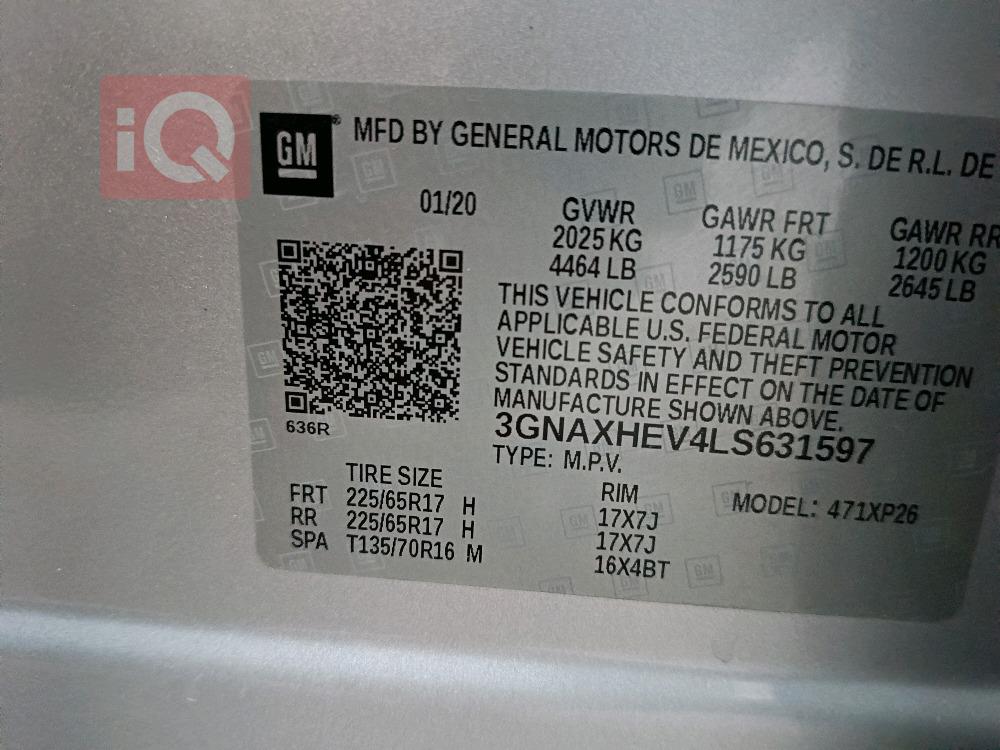 iQ
GM® MFD BY GENERAL MOTORS DE MEXICO, S. DE R.L. DE
01/20
GVWR
2025 KG
4464 LB
GAWR FRT
1175 KG
2590 LB
GAWR RR
1200 KG
2645 LB
THIS VEHICLE CONFORMS TO ALL
APPLICABLE U.S. FEDERAL MOTOR
VEHICLE SAFETY AND THEFT PREVENTION
STANDARDS IN EFFECT ON THE DATE OF
MANUFACTURE SHOWN ABOVE.
636R
3GNAXHEV4LS631597
TYPE: M.P.V.
TIRE SIZE
RIM
MODEL: 471XP26
FRT 225/65R17 H 17X7J
RR 225/65R17 H 17X7J
SPA T135/70R16 M 16X4BT